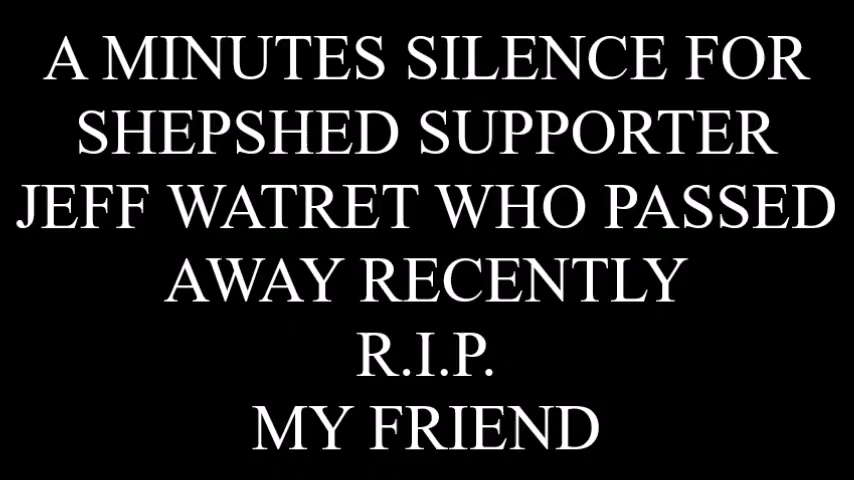 A MINUTES SILENCE FOR
SHEPSHED SUPPORTER
JEFF WATRET WHO PASSED
AWAY RECENTLY
R.I.P.
MY FRIEND